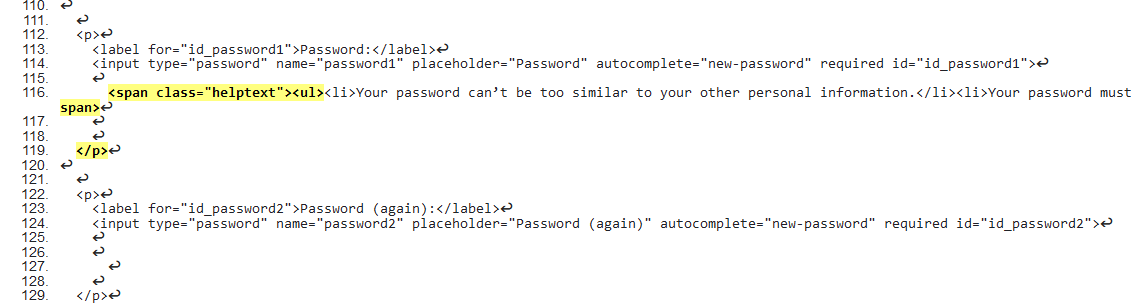 110. ↩
111. ↩
112. <p>↩
113. <label for="id_password1">Password:</label>↩
114. <input type="password" name="password1" placeholder="Password" autocomplete="new-password" required id="id_password1">↩
115. ↩
116. <span class="helptext"><ul><li>Your password can’t be too similar to your other personal information.</li><li>Your password must
span>↩
117. ↩
118. ↩
119. </p>↩
120. ↩
121. ↩
122. <p>↩
123. <label for="id_password2">Password (again):</label>↩
124. <input type="password" name="password2" placeholder="Password (again)" autocomplete="new-password" required id="id_password2">↩
125. ↩
126. ↩
127. ↩
128. ↩
129. </p>↩